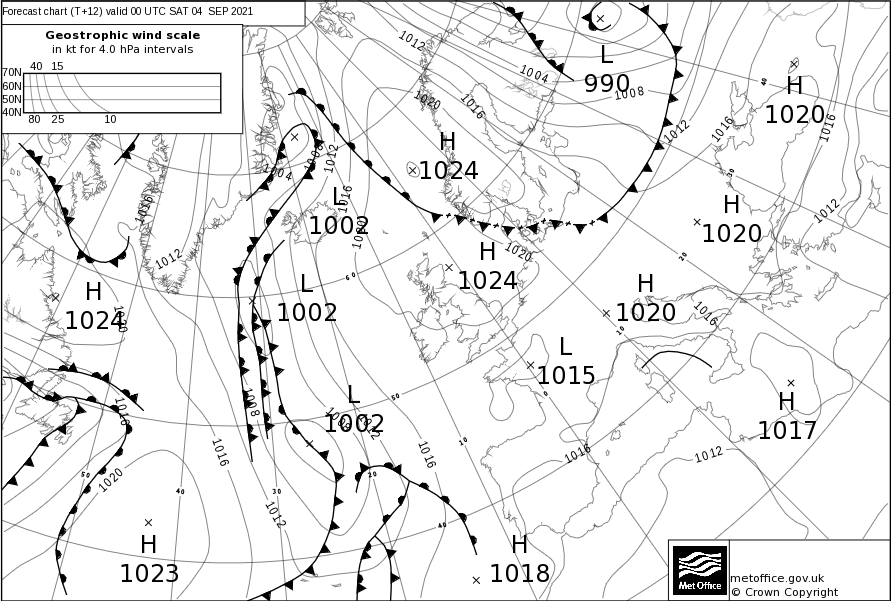 Forecast chart (T+12) valid 00 UTC SAT 04 SEP 2021
Geostrophic wind scale
in kt for 4.0 hPa intervals
40 15
70N
60N
50N
40N
80 25 10
L
990
H
1020
H
1024
L
1002
H
1020
H
1024
H
1024
L
1002
H
1020
L
1015
L
1002
H
1017
H
1023
H
1018
1012
1004
1008
1020
1016
1012
1016
1016
1012
1008
1004
1012
1016
1016
1012
1020
1020
1016
1016
1008
1012
1016
1020
1016
1012
1016
1012
60
50
50
40
30
20
10
40
0
10
20
30
40
metoffice.gov.uk
© Crown Copyright
Met Office